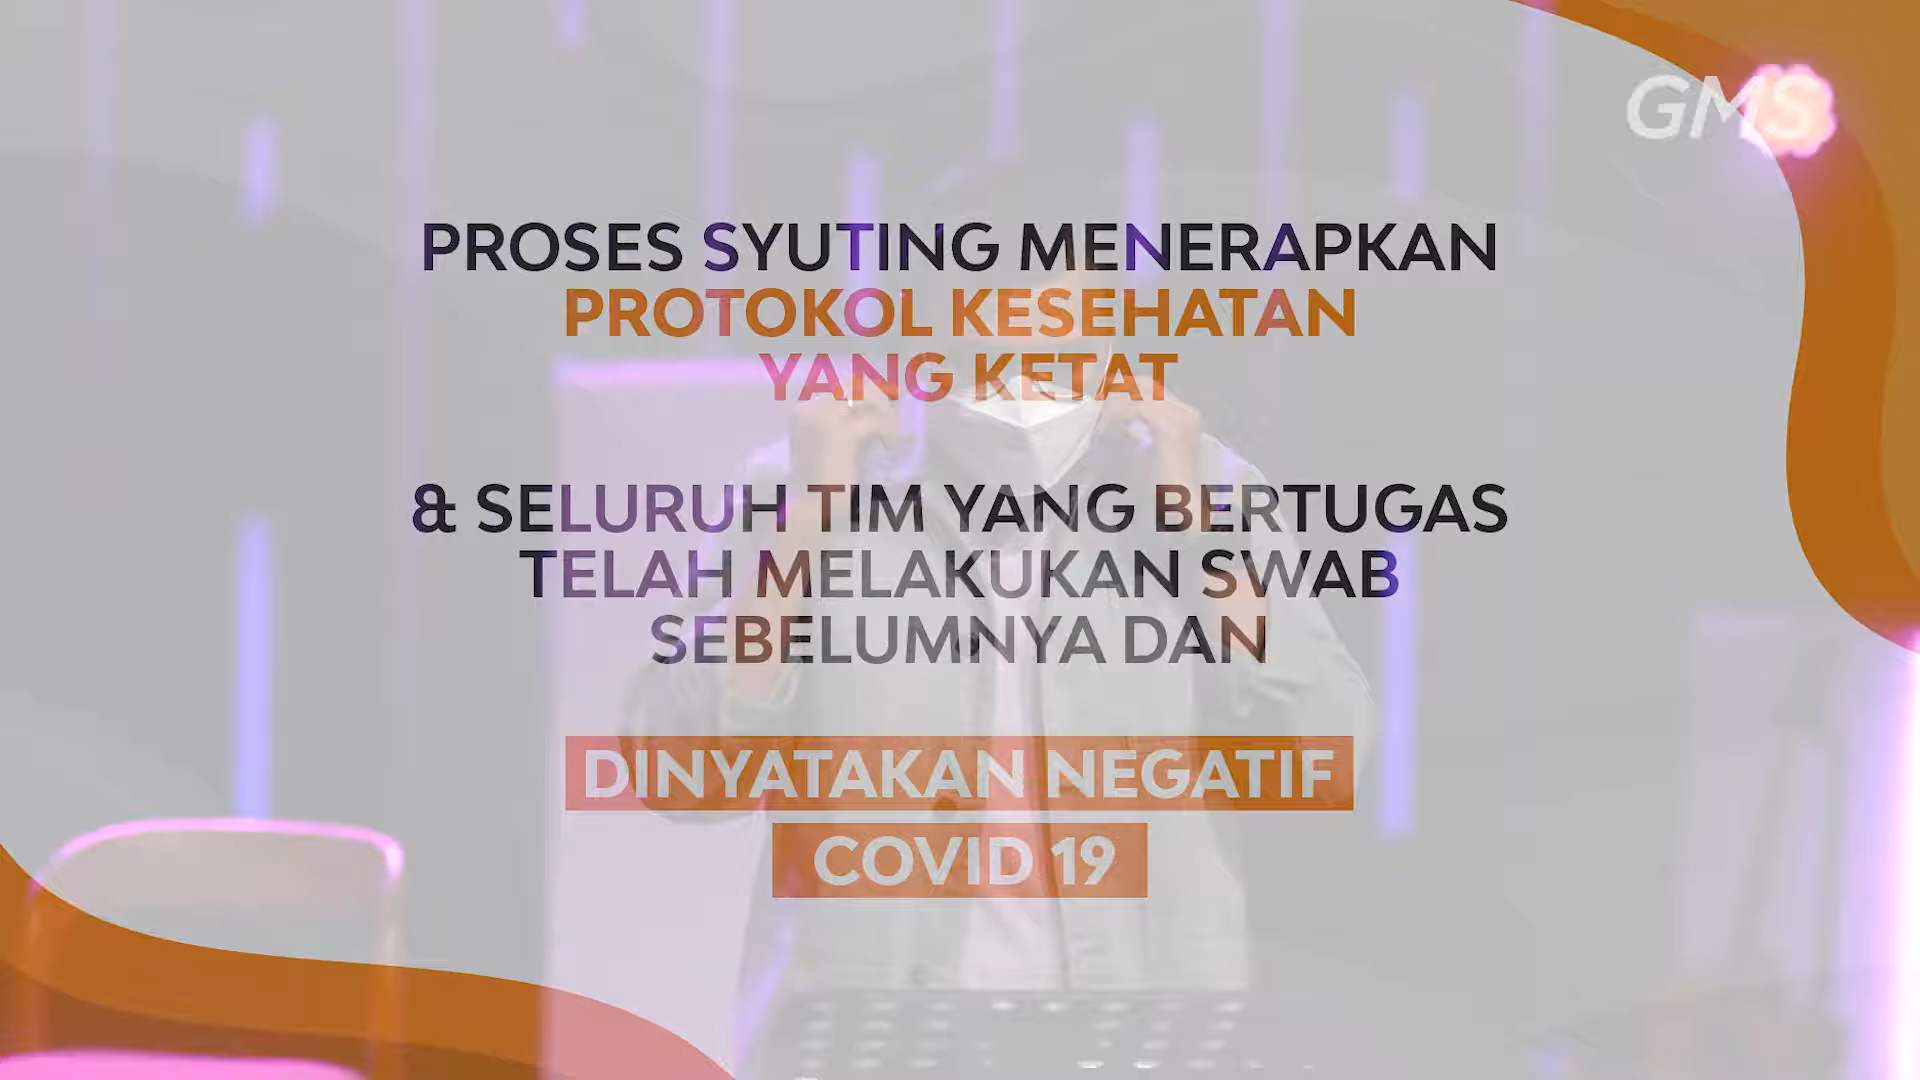 GMS
PROSES SYUTING MENERAPKAN
PROTOKOL KESEHATAN
YANG KETAT
& SELURUH TIM YANG BERTUGAS
TELAH MELAKUKAN SWAB
SEBELUMNYA DAN
DINYATAKAN NEGATIF
COVID 19